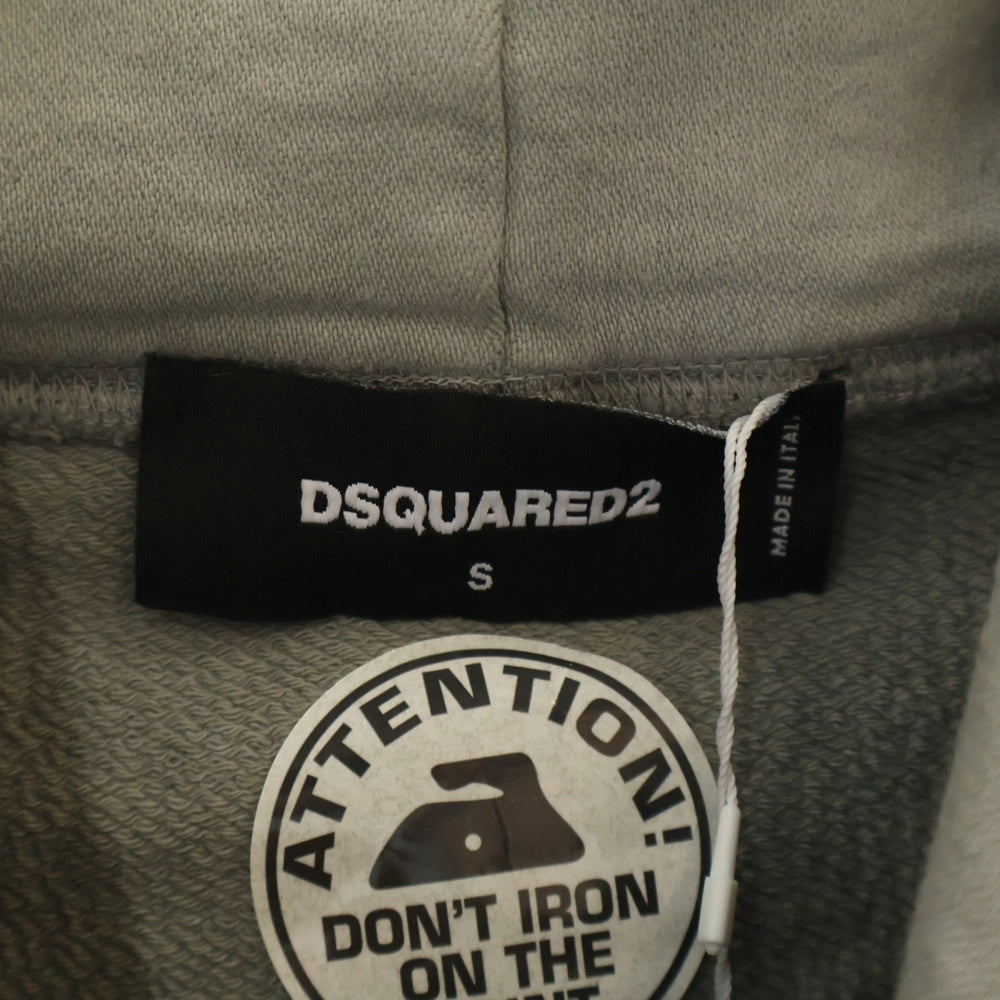 DSQUARED2
S
MADE IN ITALY
ATTENTION!
DON'T IRON
ON THE